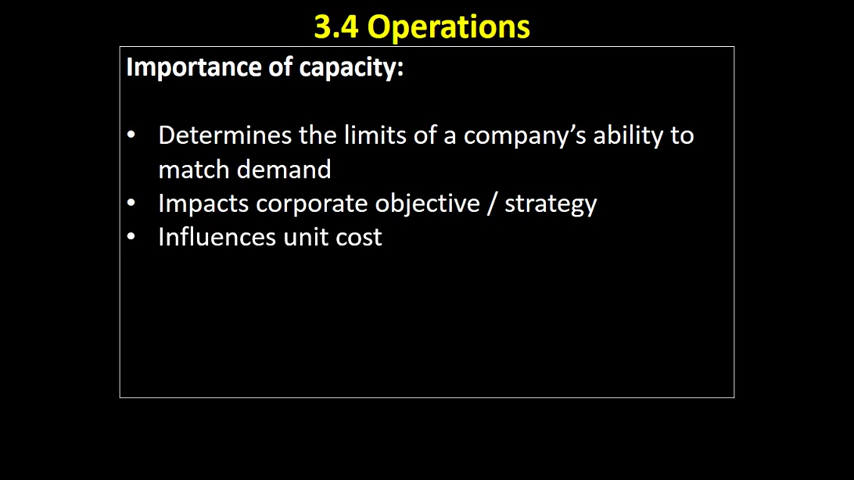 3.4 Operations
Importance of capacity:
• Determines the limits of a company's ability to
match demand
• Impacts corporate objective / strategy
• Influences unit cost